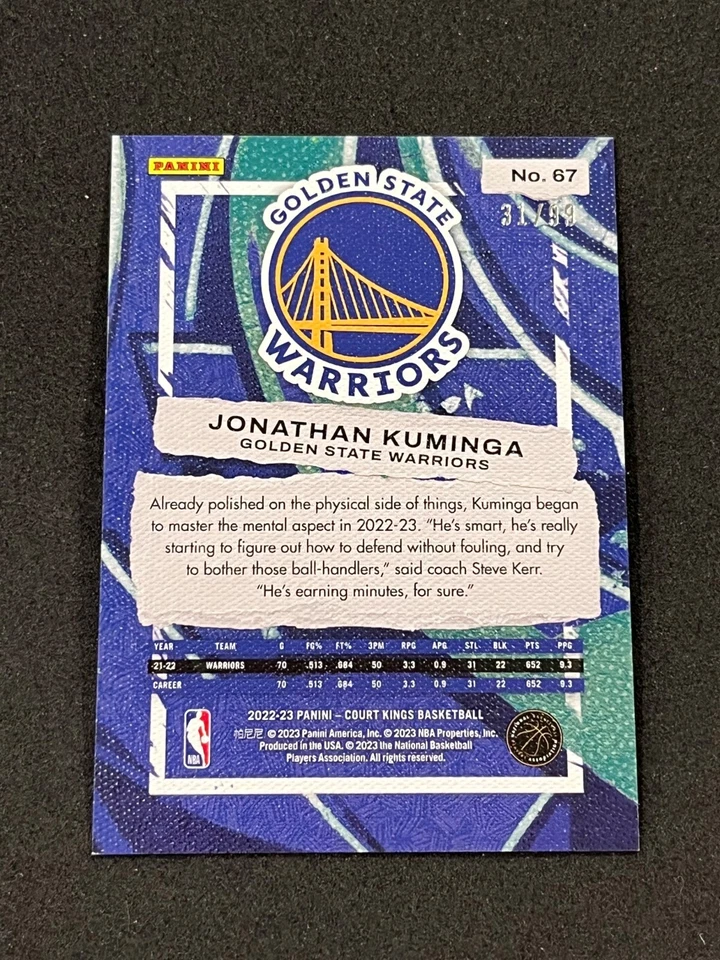 PANINI
No. 67
31/99
GOLDEN STATE
WARRIORS
JONATHAN KUMINGA
GOLDEN STATE WARRIORS
Already polished on the physical side of things, Kuminga began
to master the mental aspect in 2022-23. “He’s smart, he’s really
starting to figure out how to defend without fouling, and try
to bother those ball-handlers,” said coach Steve Kerr.
“He’s earning minutes, for sure.”
YEAR TEAM G FG% FT% 3PM RPG APG STL BLK PTS PPG
21-22 WARRIORS 70 .513 .684 50 3.3 0.9 31 22 652 9.3
CAREER 70 .513 .684 50 3.3 0.9 31 22 652 9.3
2022-23 PANINI – COURT KINGS BASKETBALL
帕尼尼 © 2023 Panini America, Inc. © 2023 NBA Properties, Inc.
Produced in the USA. © 2023 the National Basketball
Players Association. All rights reserved.
NBA